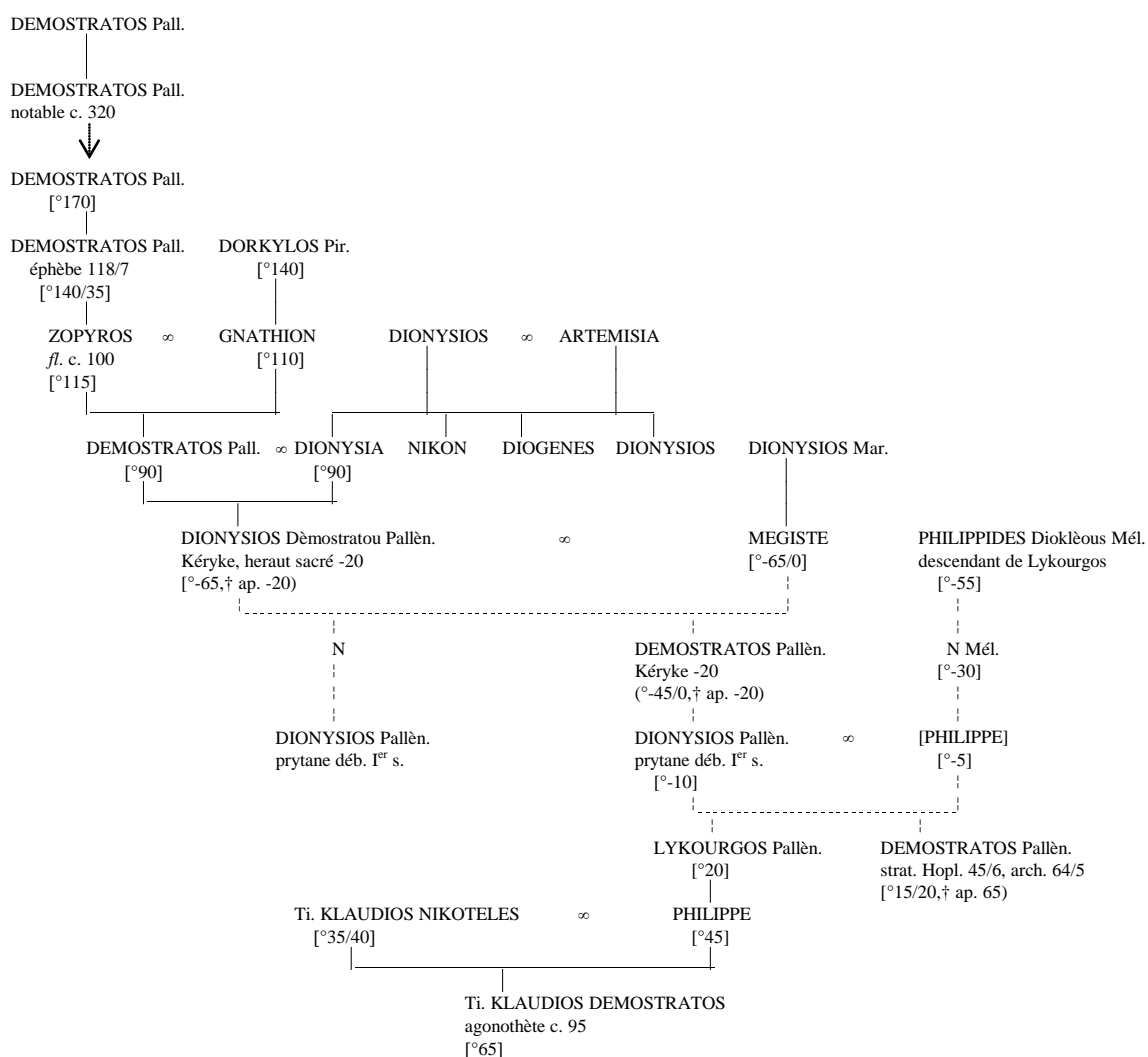 DEMOSTRATOS Pall.
DEMOSTRATOS Pall.
notable c. 320
DEMOSTRATOS Pall.
[°170]
DEMOSTRATOS Pall. DORKYLOS Pir.
éphèbe 118/7 [°140]
[°140/35]
ZOPYROS ∞ GNATHION DIONYSIOS ∞ ARTEMISIA
fl. c. 100 [°110]
[°115]
DEMOSTRATOS Pall. ∞ DIONYSIA NIKON DIOGENES DIONYSIOS DIONYSIOS Mar.
[°90] [°90]
DIONYSIOS Dèmostratou Pallèn. ∞ MEGISTE PHILIPPIDES Dioklèous Mél.
Kéryke, heraut sacré -20 [°-65/0] descendant de Lykourgos
[°-65,† ap. -20) [°-55]
N DEMOSTRATOS Pallèn. N Mél.
Kéryke -20 [°-30]
(°-45/0,† ap. -20)
DIONYSIOS Pallèn. DIONYSIOS Pallèn. ∞ [PHILIPPE]
prytane déb. Ier s. prytane déb. Ier s. [°-5]
[°-10]
LYKOURGOS Pallèn. DEMOSTRATOS Pallèn.
[°20] strat. Hopl. 45/6, arch. 64/5
[°15/20,† ap. 65)
Ti. KLAUDIOS NIKOTELES ∞ PHILIPPE
[°35/40] [°45]
Ti. KLAUDIOS DEMOSTRATOS
agonothète c. 95
[°65]